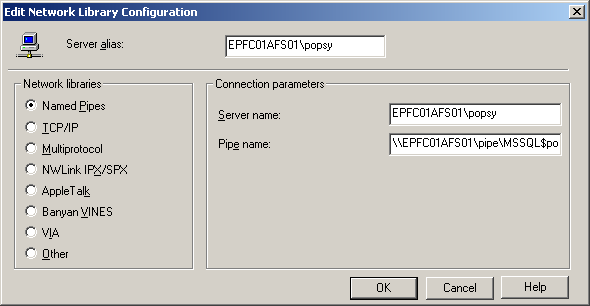 Edit Network Library Configuration
Server alias: EPFC01AFS01\popsy
Network libraries
Named Pipes
TCP/IP
Multiprotocol
NWLink IPX/SPX
AppleTalk
Banyan VINES
VIA
Other
Connection parameters
Server name: EPFC01AFS01\popsy
Pipe name: \\EPFC01AFS01\pipe\MSSQL$po
OK Cancel Help